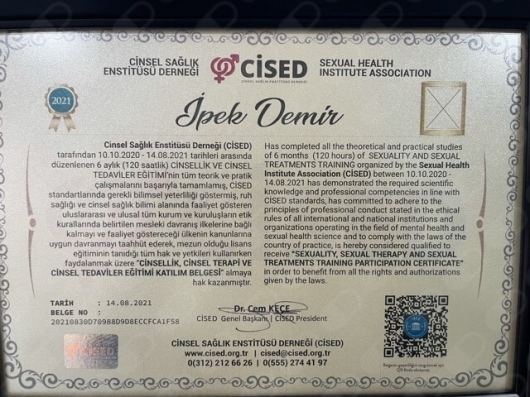 CİNSEL SAĞLIK
ENSTİTÜSÜ DERNEĞİ
CİSED
CİNSEL SAĞLIK ENSTİTÜSÜ DERNEĞİ
SEXUAL HEALTH
INSTITUTE ASSOCIATION
2021
İpek Demir
Cinsel Sağlık Enstitüsü Derneği (CİSED)
tarafından 10.10.2020 - 14.08.2021 tarihleri arasında
düzenlenen 6 aylık (120 saatlik) CİNSELLİK VE CİNSEL
TEDAVİLER EĞİTİMİ'nin tüm teorik ve pratik
çalışmalarını başarıyla tamamlamış, CİSED
standartlarında gerekli bilimsel yeterliliği göstermiş, ruh
sağlığı ve cinsel sağlık bilimi alanında faaliyet gösteren
uluslararası ve ulusal tüm kurum ve kuruluşların etik
kurallarında belirtilen mesleki davranış ilkelerine bağlı
kalmayı ve faaliyet göstereceği ülkenin kanunlarına
uygun davranmayı taahhüt ederek, mezun olduğu lisans
eğitiminin tanıdığı tüm hak ve yetkileri kullanırken
faydalanmak üzere "CİNSELLİK, CİNSEL TERAPİ VE
CİNSEL TEDAVİLER EĞİTİMİ KATILIM BELGESİ" almaya
hak kazanmıştır.
Has completed all the theoretical and practical studies
of 6 months (120 hours) of SEXUALITY AND SEXUAL
TREATMENTS TRAINING organized by the Sexual Health
Institute Association (CİSED) between 10.10.2020 -
14.08.2021 has demonstrated the required scientific
knowledge and professional competencies in line with
CİSED standards, has committed to adhere to the
principles of professional conduct stated in the ethical
rules of all international and national institutions and
organizations operating in the field of mental health and
sexual health science and to comply with the laws of the
country of practice, is hereby considered qualified to
receive "SEXUALITY, SEXUAL THERAPY AND SEXUAL
TREATMENTS TRAINING PARTICIPATION CERTIFICATE"
in order to benefit from all the rights and authorizations
given by the laws.
TARİH : 14.08.2021
BELGE NO :
20210830D70988D9D8ECCFCA1F58
Dr. Cem KEÇE
CİSED Genel Başkanı | CİSED President
CİSED
CİNSEL SAĞLIK ENSTİTÜSÜ DERNEĞİ (CİSED)
www.cised.org.tr | cised@cised.org.tr
0(312) 212 66 26 | 0(555) 274 41 97